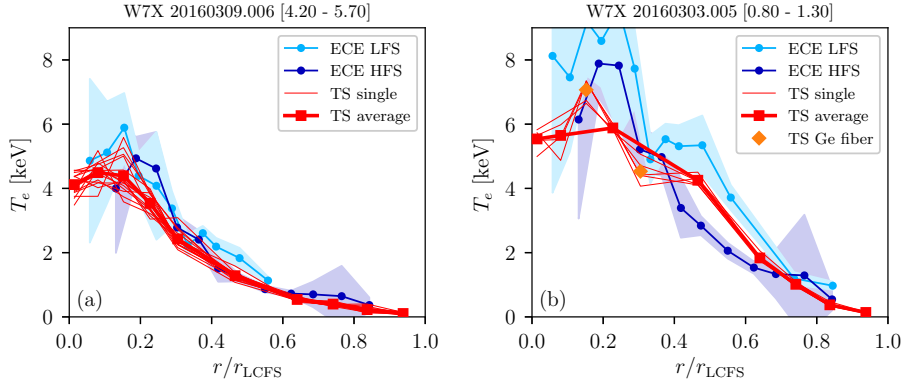 W7X 20160309.006 [4.20 - 5.70]
T_e [keV]
8
6
4
2
0
0.0 0.2 0.4 0.6 0.8 1.0
r/r_LCFS
ECE LFS
ECE HFS
TS single
TS average
(a)
W7X 20160303.005 [0.80 - 1.30]
T_e [keV]
8
6
4
2
0
0.0 0.2 0.4 0.6 0.8 1.0
r/r_LCFS
ECE LFS
ECE HFS
TS single
TS average
TS Ge fiber
(b)